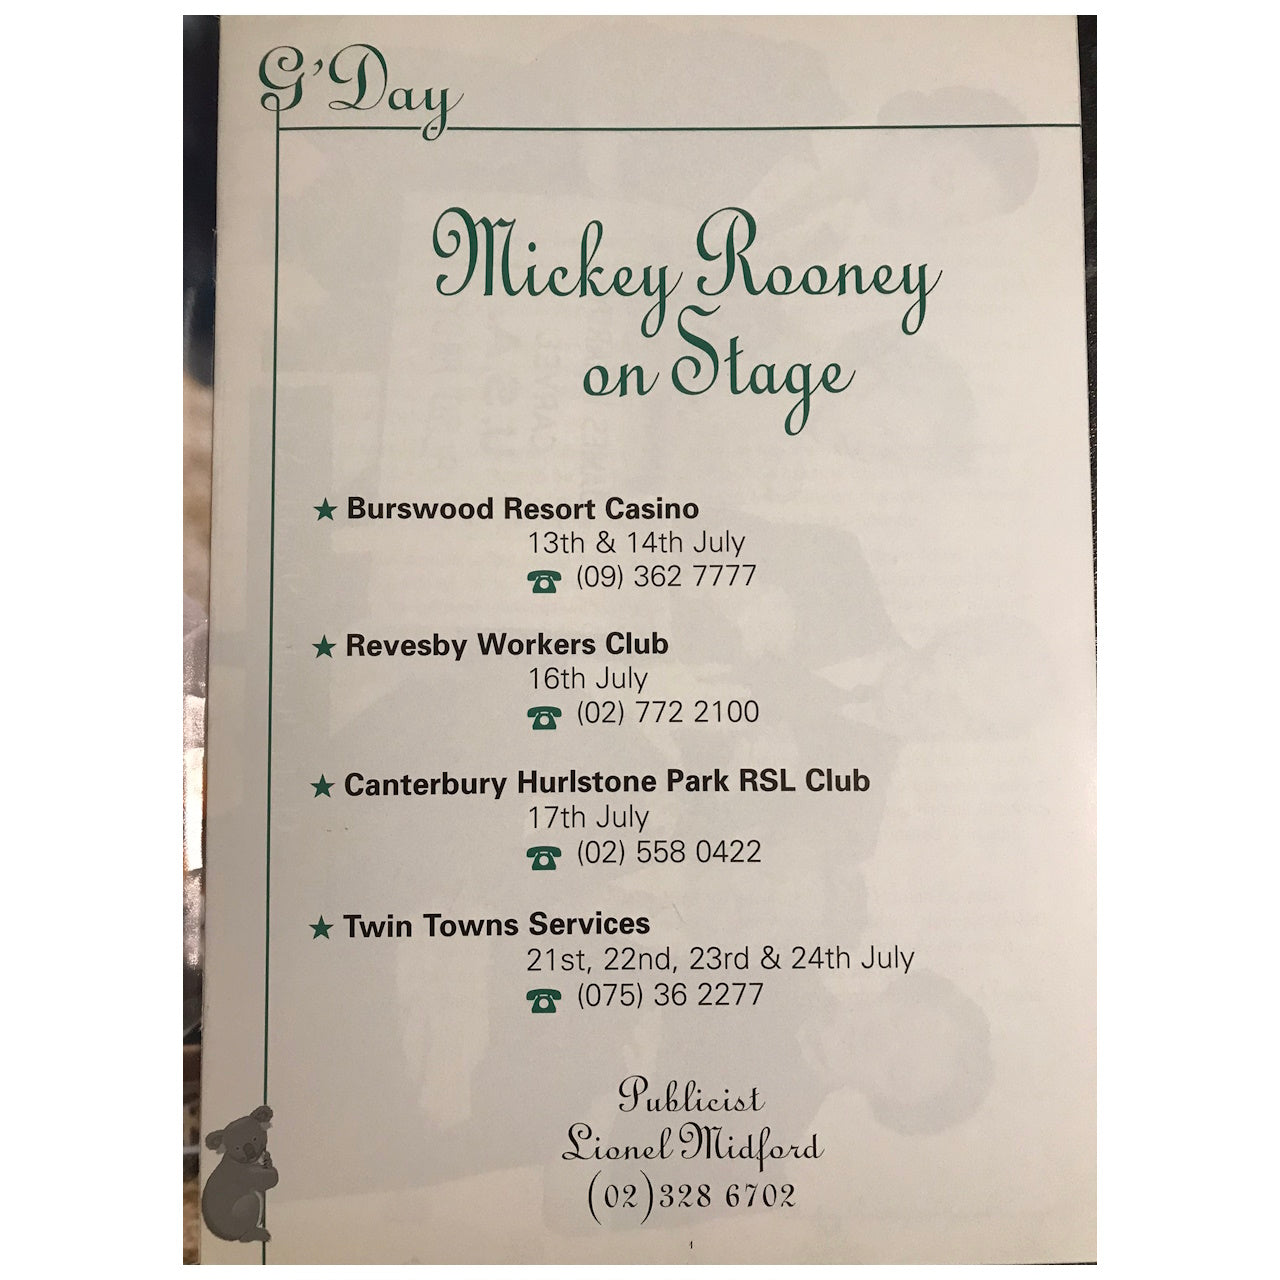 G'Day
Mickey Rooney
on Stage
★ Burswood Resort Casino
13th & 14th July
☎ (09) 362 7777
★ Revesby Workers Club
16th July
☎ (02) 772 2100
★ Canterbury Hurlstone Park RSL Club
17th July
☎ (02) 558 0422
★ Twin Towns Services
21st, 22nd, 23rd & 24th July
☎ (075) 36 2277
Publicist
Lionel Midford
(02) 328 6702